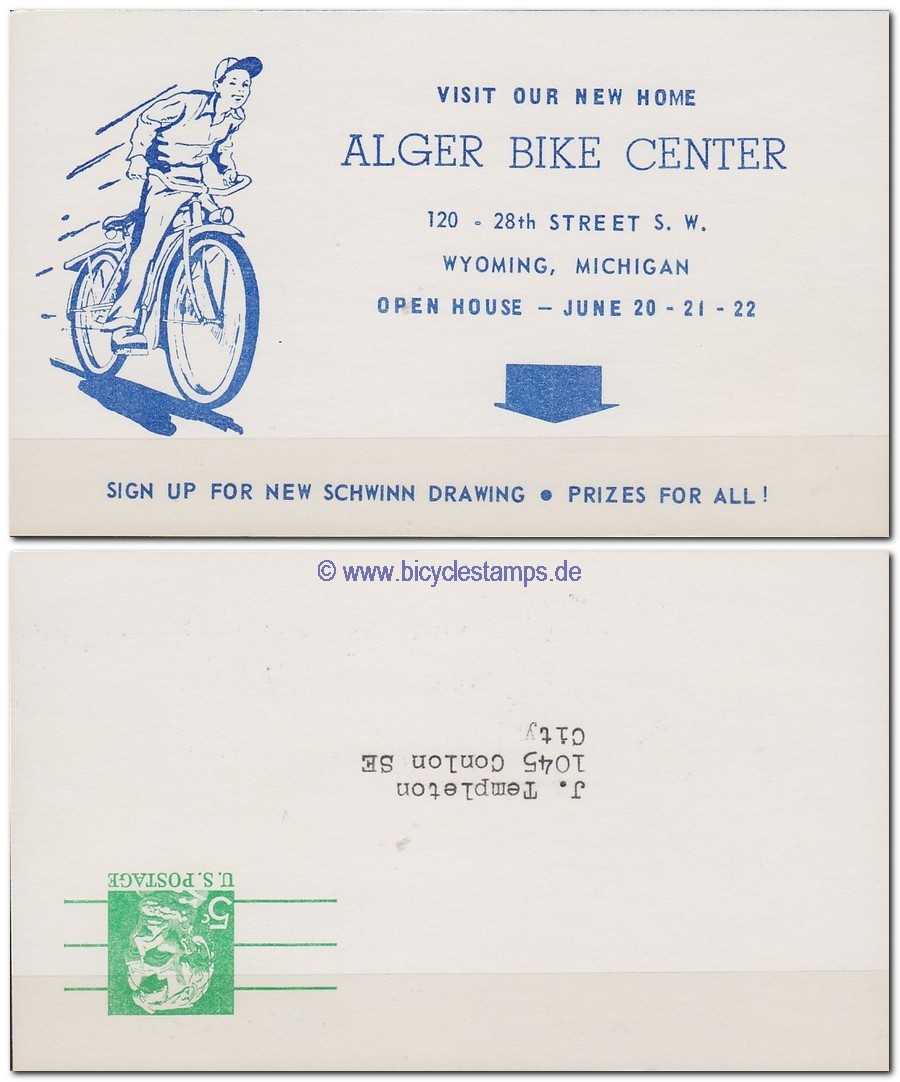 VISIT OUR NEW HOME
ALGER BIKE CENTER
120 - 28th STREET S. W.
WYOMING, MICHIGAN
OPEN HOUSE – JUNE 20 - 21 - 22
SIGN UP FOR NEW SCHWINN DRAWING • PRIZES FOR ALL!
© www.bicyclestamps.de
J. Templeton
1045 Conlon SE
City
U.S. POSTAGE
5c